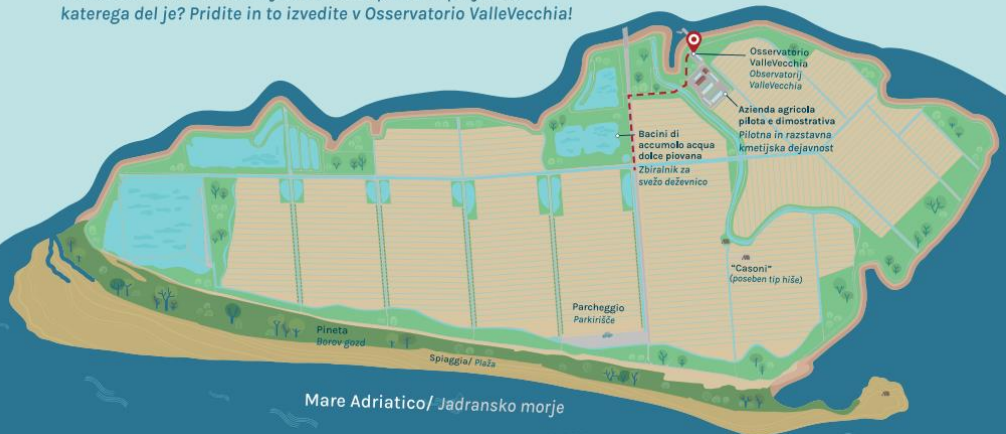 katerega del je? Pridite in to izvedite v Osservatorio ValleVecchia!
Osservatorio
ValleVecchia
Observatorij
ValleVecchia
Azienda agricola
pilota e dimostrativa
Pilotna in razstavna
kmetijska dejavnost
Bacini di
accumolo acqua
dolce piovana
Zbiralnik za
svežo deževnico
"Casoni"
(poseben tip hiše)
Parcheggio
Parkirišče
Pineta
Borov gozd
Spiaggia/ Plaža
Mare Adriatico/ Jadransko morje